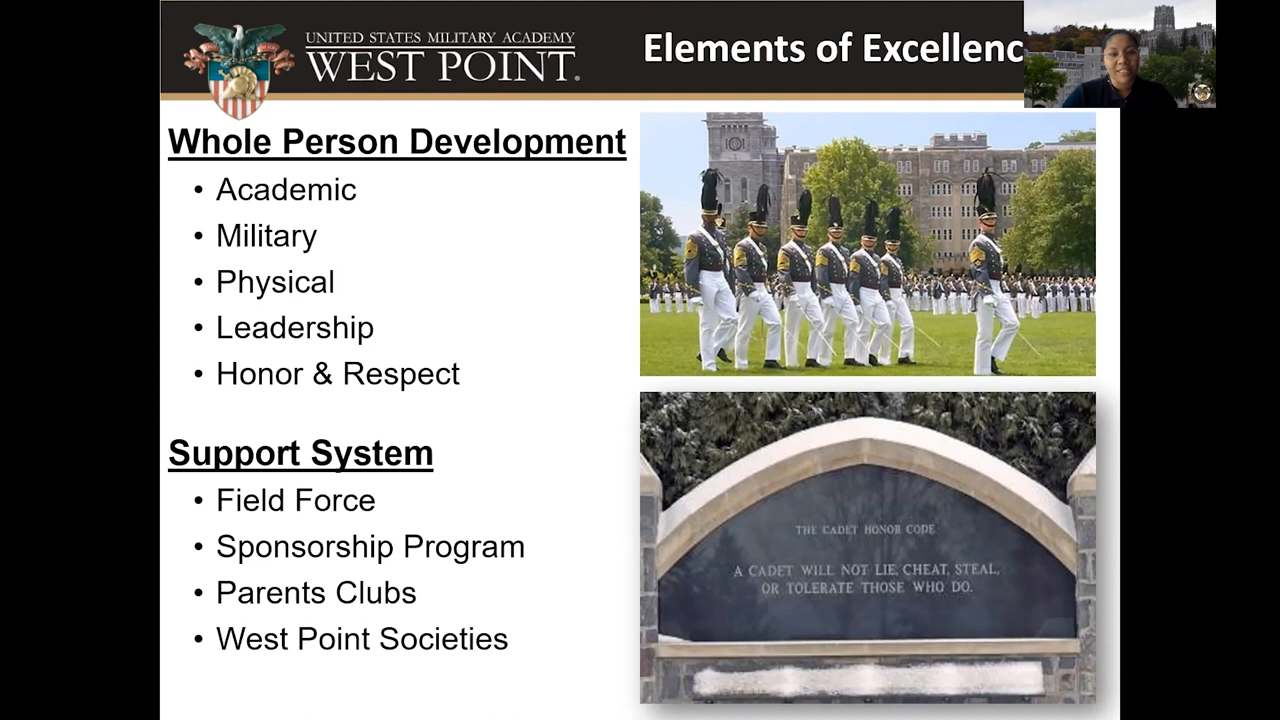 UNITED STATES MILITARY ACADEMY
WEST POINT.
Elements of Excellenc
Whole Person Development
• Academic
• Military
• Physical
• Leadership
• Honor & Respect
Support System
• Field Force
• Sponsorship Program
• Parents Clubs
• West Point Societies
THE CADET HONOR CODE
A CADET WILL NOT LIE, CHEAT, STEAL,
OR TOLERATE THOSE WHO DO.